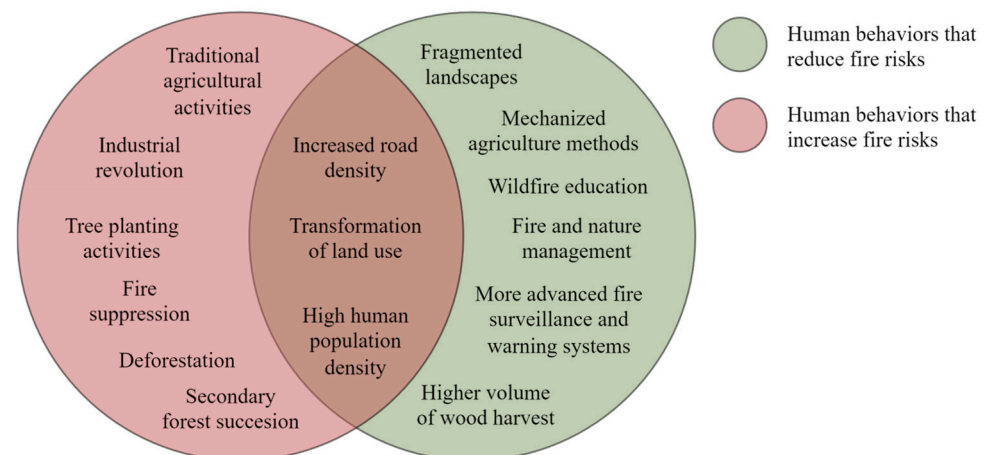 Traditional
agricultural
activities
Industrial
revolution
Tree planting
activities
Fire
suppression
Deforestation
Secondary
forest succesion
Increased road
density
Transformation
of land use
High human
population
density
Fragmented
landscapes
Mechanized
agriculture methods
Wildfire education
Fire and nature
management
More advanced fire
surveillance and
warning systems
Higher volume
of wood harvest
Human behaviors that
reduce fire risks
Human behaviors that
increase fire risks